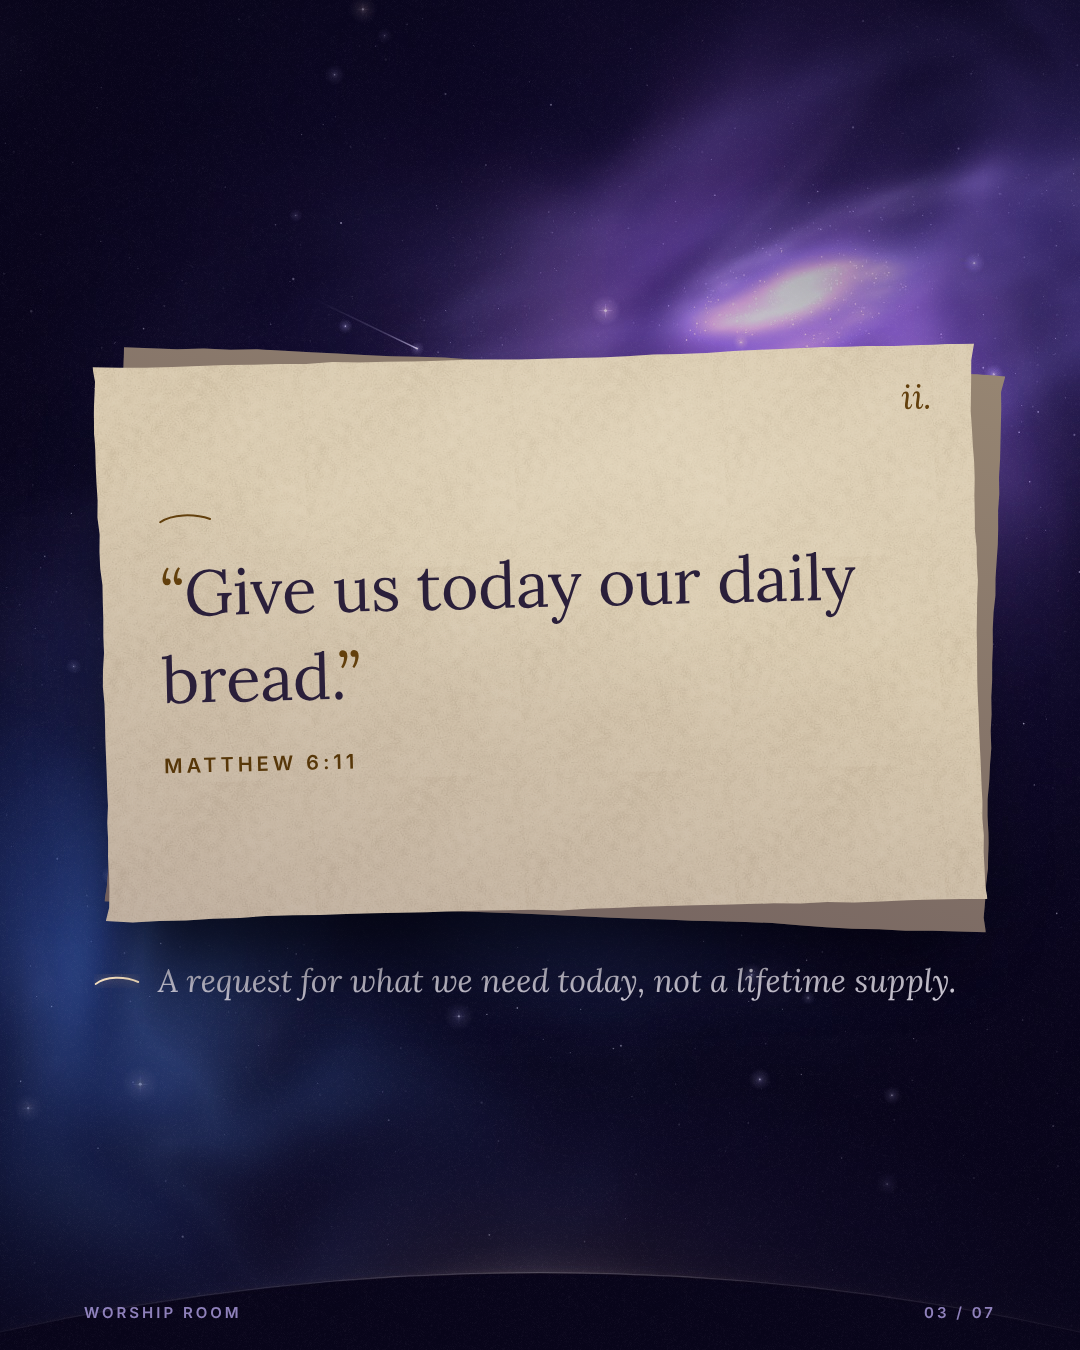 ii.
“Give us today our daily
bread.”
MATTHEW 6:11
A request for what we need today, not a lifetime supply.
WORSHIP ROOM
03 / 07